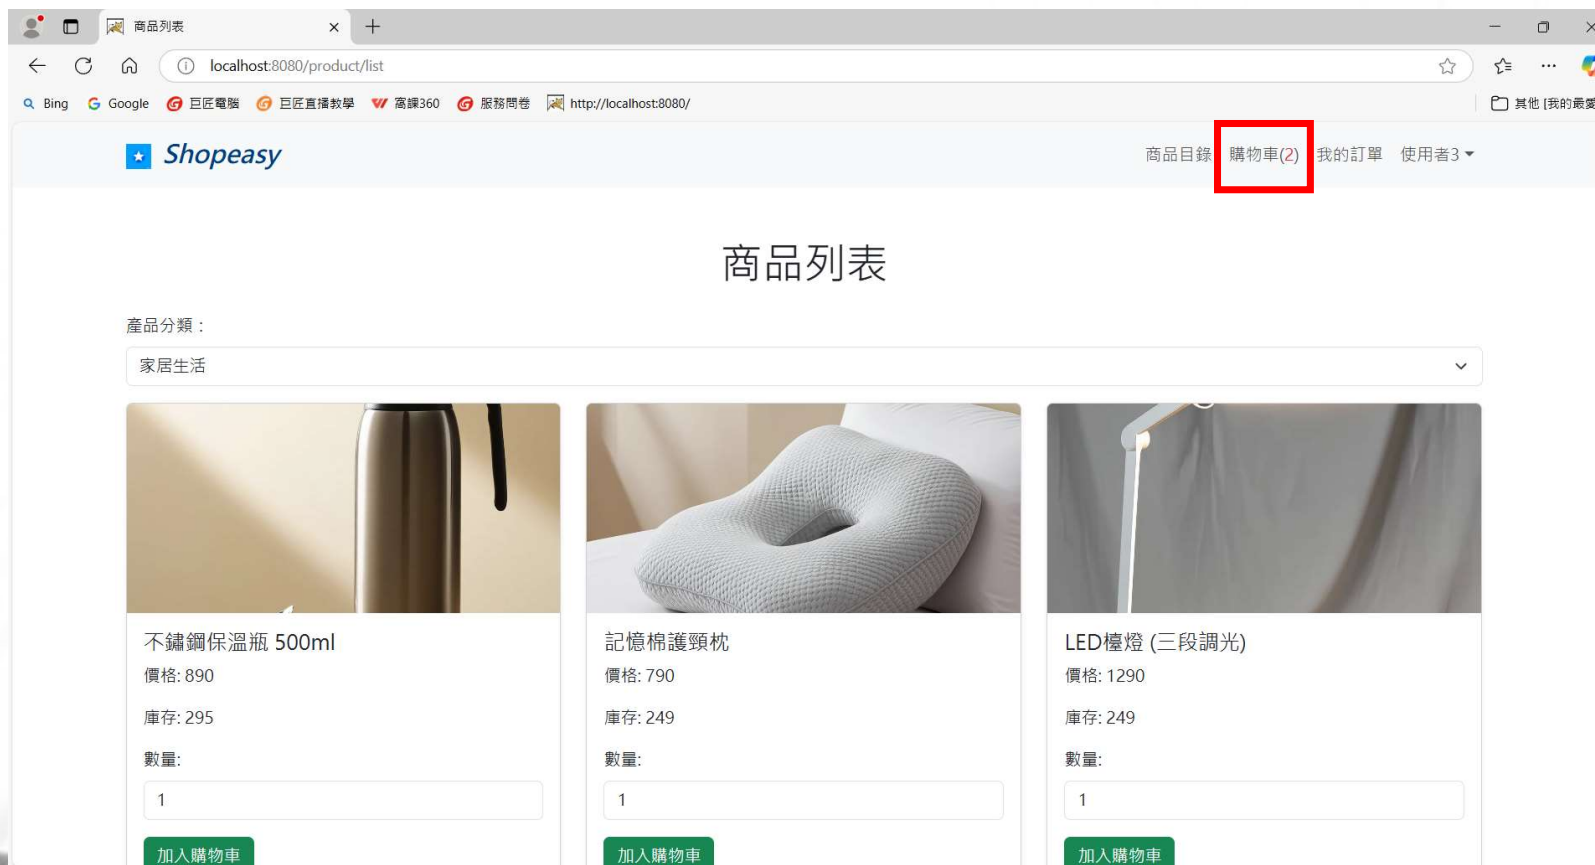 商品列表
localhost:8080/product/list
Bing Google 巨匠電腦 巨匠直播教學 窩課360 服務問卷 http://localhost:8080/ 其他 [我的最愛
Shopeasy 商品目錄 購物車(2) 我的訂單 使用者3
商品列表
產品分類：
家居生活
不鏽鋼保溫瓶 500ml
價格: 890
庫存: 295
數量:
1
加入購物車
記憶棉護頸枕
價格: 790
庫存: 249
數量:
1
加入購物車
LED檯燈 (三段調光)
價格: 1290
庫存: 249
數量:
1
加入購物車